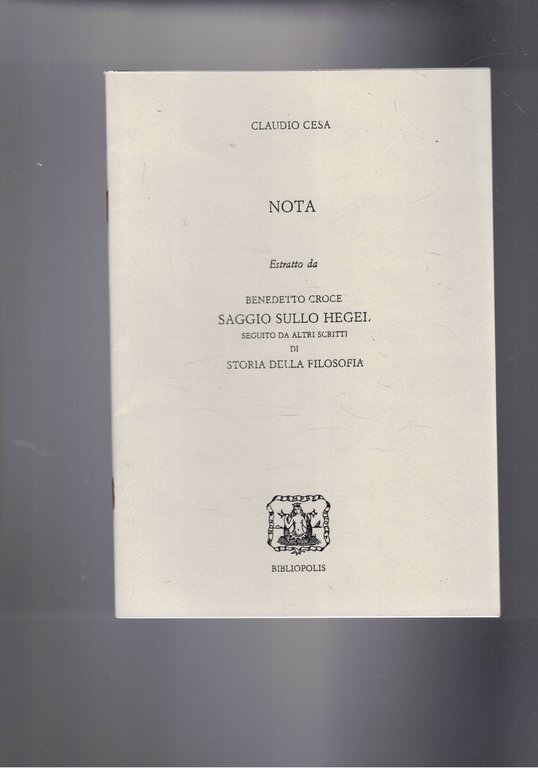 CLAUDIO CESA
NOTA
Estratto da
BENEDETTO CROCE
SAGGIO SULLO HEGEL
SEGUITO DA ALTRI SCRITTI
DI
STORIA DELLA FILOSOFIA
BIBLIOPOLIS